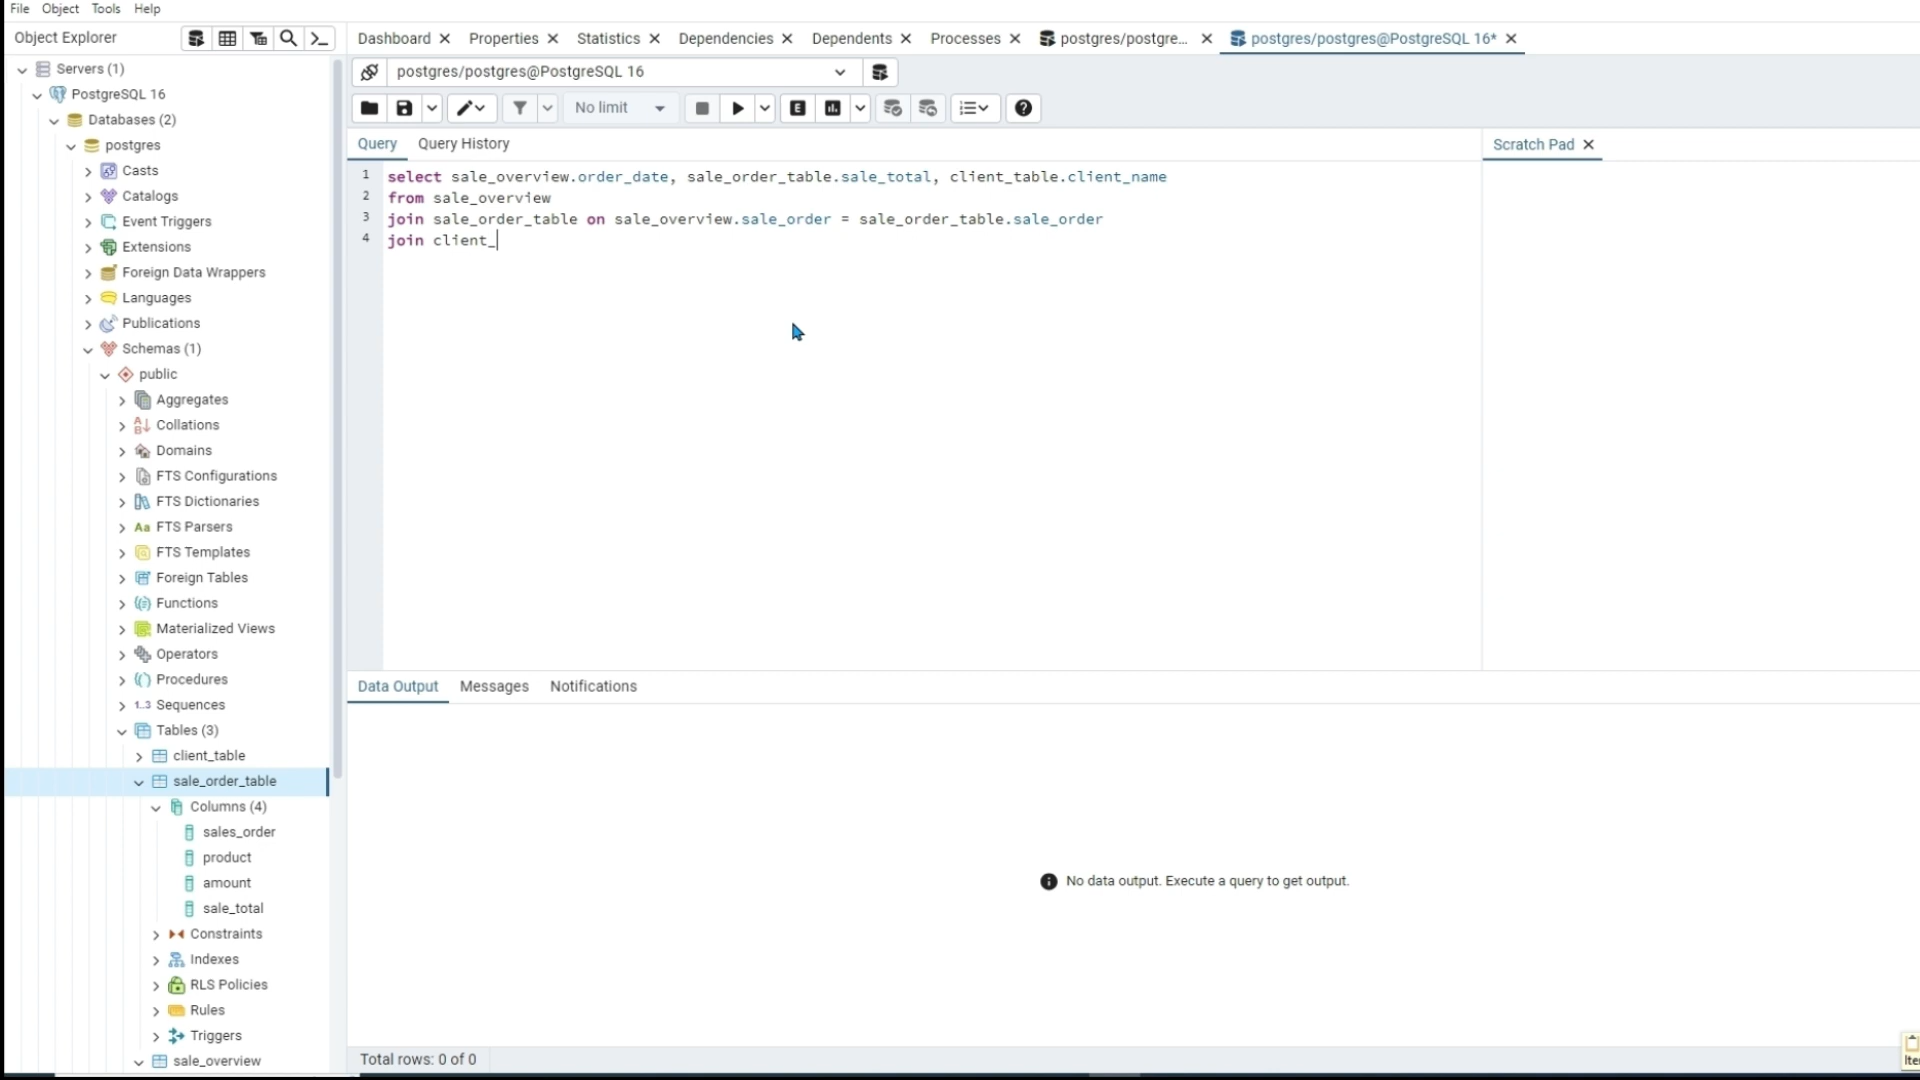 File Object Tools Help
Object Explorer
Servers (1)
PostgreSQL 16
Databases (2)
postgres
Casts
Catalogs
Event Triggers
Extensions
Foreign Data Wrappers
Languages
Publications
Schemas (1)
public
Aggregates
Collations
Domains
FTS Configurations
FTS Dictionaries
Aa FTS Parsers
FTS Templates
Foreign Tables
Functions
Materialized Views
Operators
Procedures
1..3 Sequences
Tables (3)
client_table
sale_order_table
Columns (4)
sales_order
product
amount
sale_total
Constraints
Indexes
RLS Policies
Rules
Triggers
sale_overview
Dashboard Properties Statistics Dependencies Dependents Processes postgres/postgre... postgres/postgres@PostgreSQL 16*
postgres/postgres@PostgreSQL 16
No limit E
Query Query History
1 select sale_overview.order_date, sale_order_table.sale_total, client_table.client_name
2 from sale_overview
3 join sale_order_table on sale_overview.sale_order = sale_order_table.sale_order
4 join client_
Scratch Pad
Data Output Messages Notifications
No data output. Execute a query to get output.
Total rows: 0 of 0